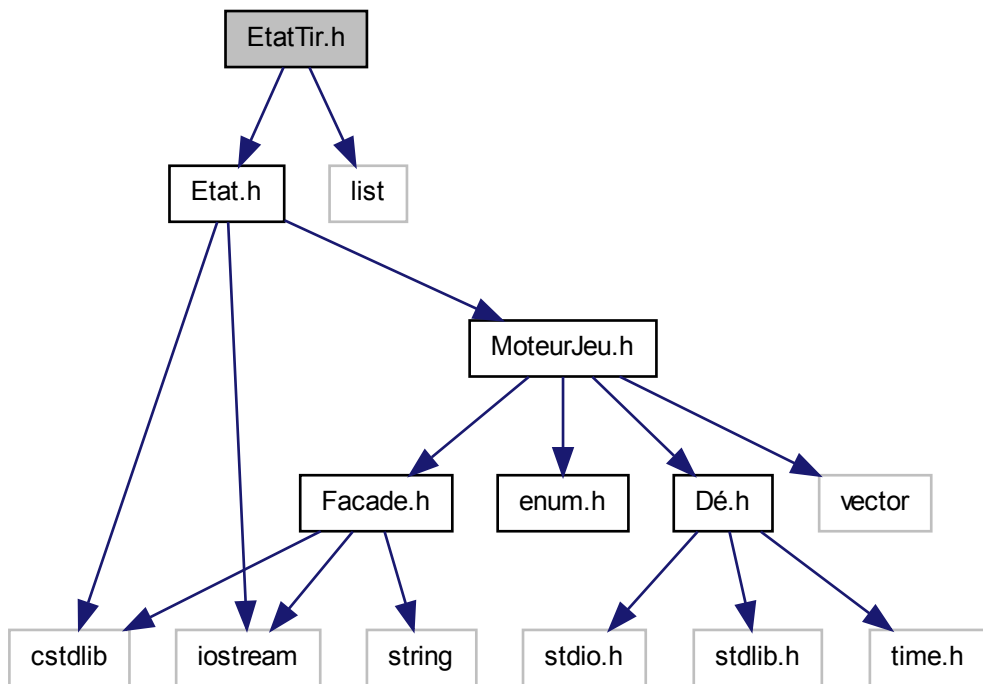 EtatTir.h
Etat.h
list
MoteurJeu.h
Facade.h
enum.h
Dé.h
vector
cstdlib
iostream
string
stdio.h
stdlib.h
time.h